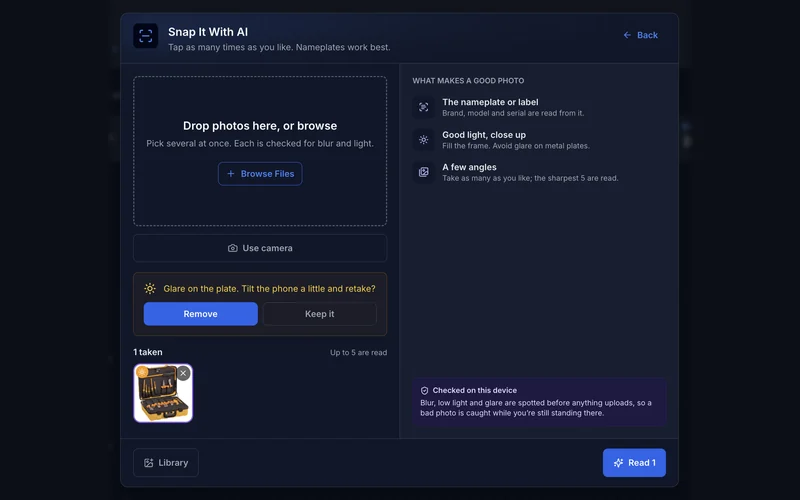 Snap It With AI
Tap as many times as you like. Nameplates work best.
Back
Drop photos here, or browse
Pick several at once. Each is checked for blur and light.
Browse Files
Use camera
Glare on the plate. Tilt the phone a little and retake?
Remove
Keep it
1 taken
Up to 5 are read
WHAT MAKES A GOOD PHOTO
The nameplate or label
Brand, model and serial are read from it.
Good light, close up
Fill the frame. Avoid glare on metal plates.
A few angles
Take as many as you like; the sharpest 5 are read.
Checked on this device
Blur, low light and glare are spotted before anything uploads, so a
bad photo is caught while you’re still standing there.
Library
Read 1